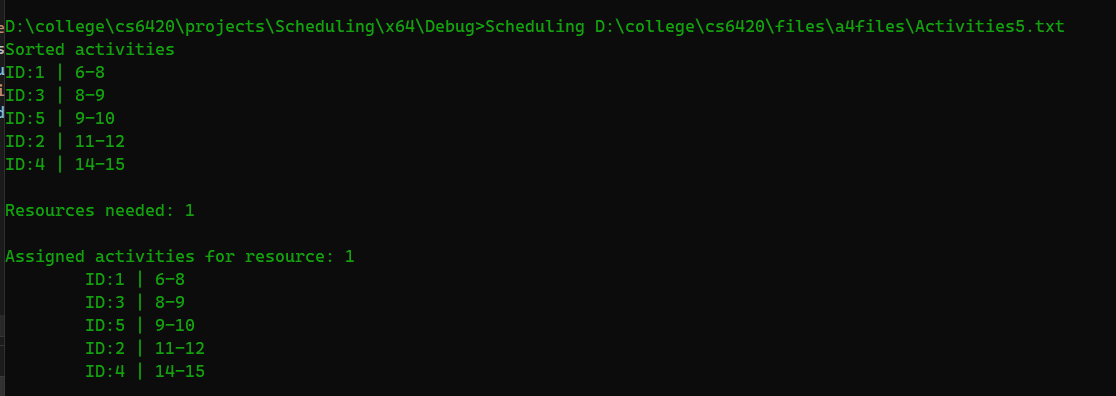 D:\college\cs6420\projects\Scheduling\x64\Debug>Scheduling D:\college\cs6420\files\a4files\Activities5.txt
Sorted activities
ID:1 | 6-8
ID:3 | 8-9
ID:5 | 9-10
ID:2 | 11-12
ID:4 | 14-15
Resources needed: 1
Assigned activities for resource: 1
ID:1 | 6-8
ID:3 | 8-9
ID:5 | 9-10
ID:2 | 11-12
ID:4 | 14-15